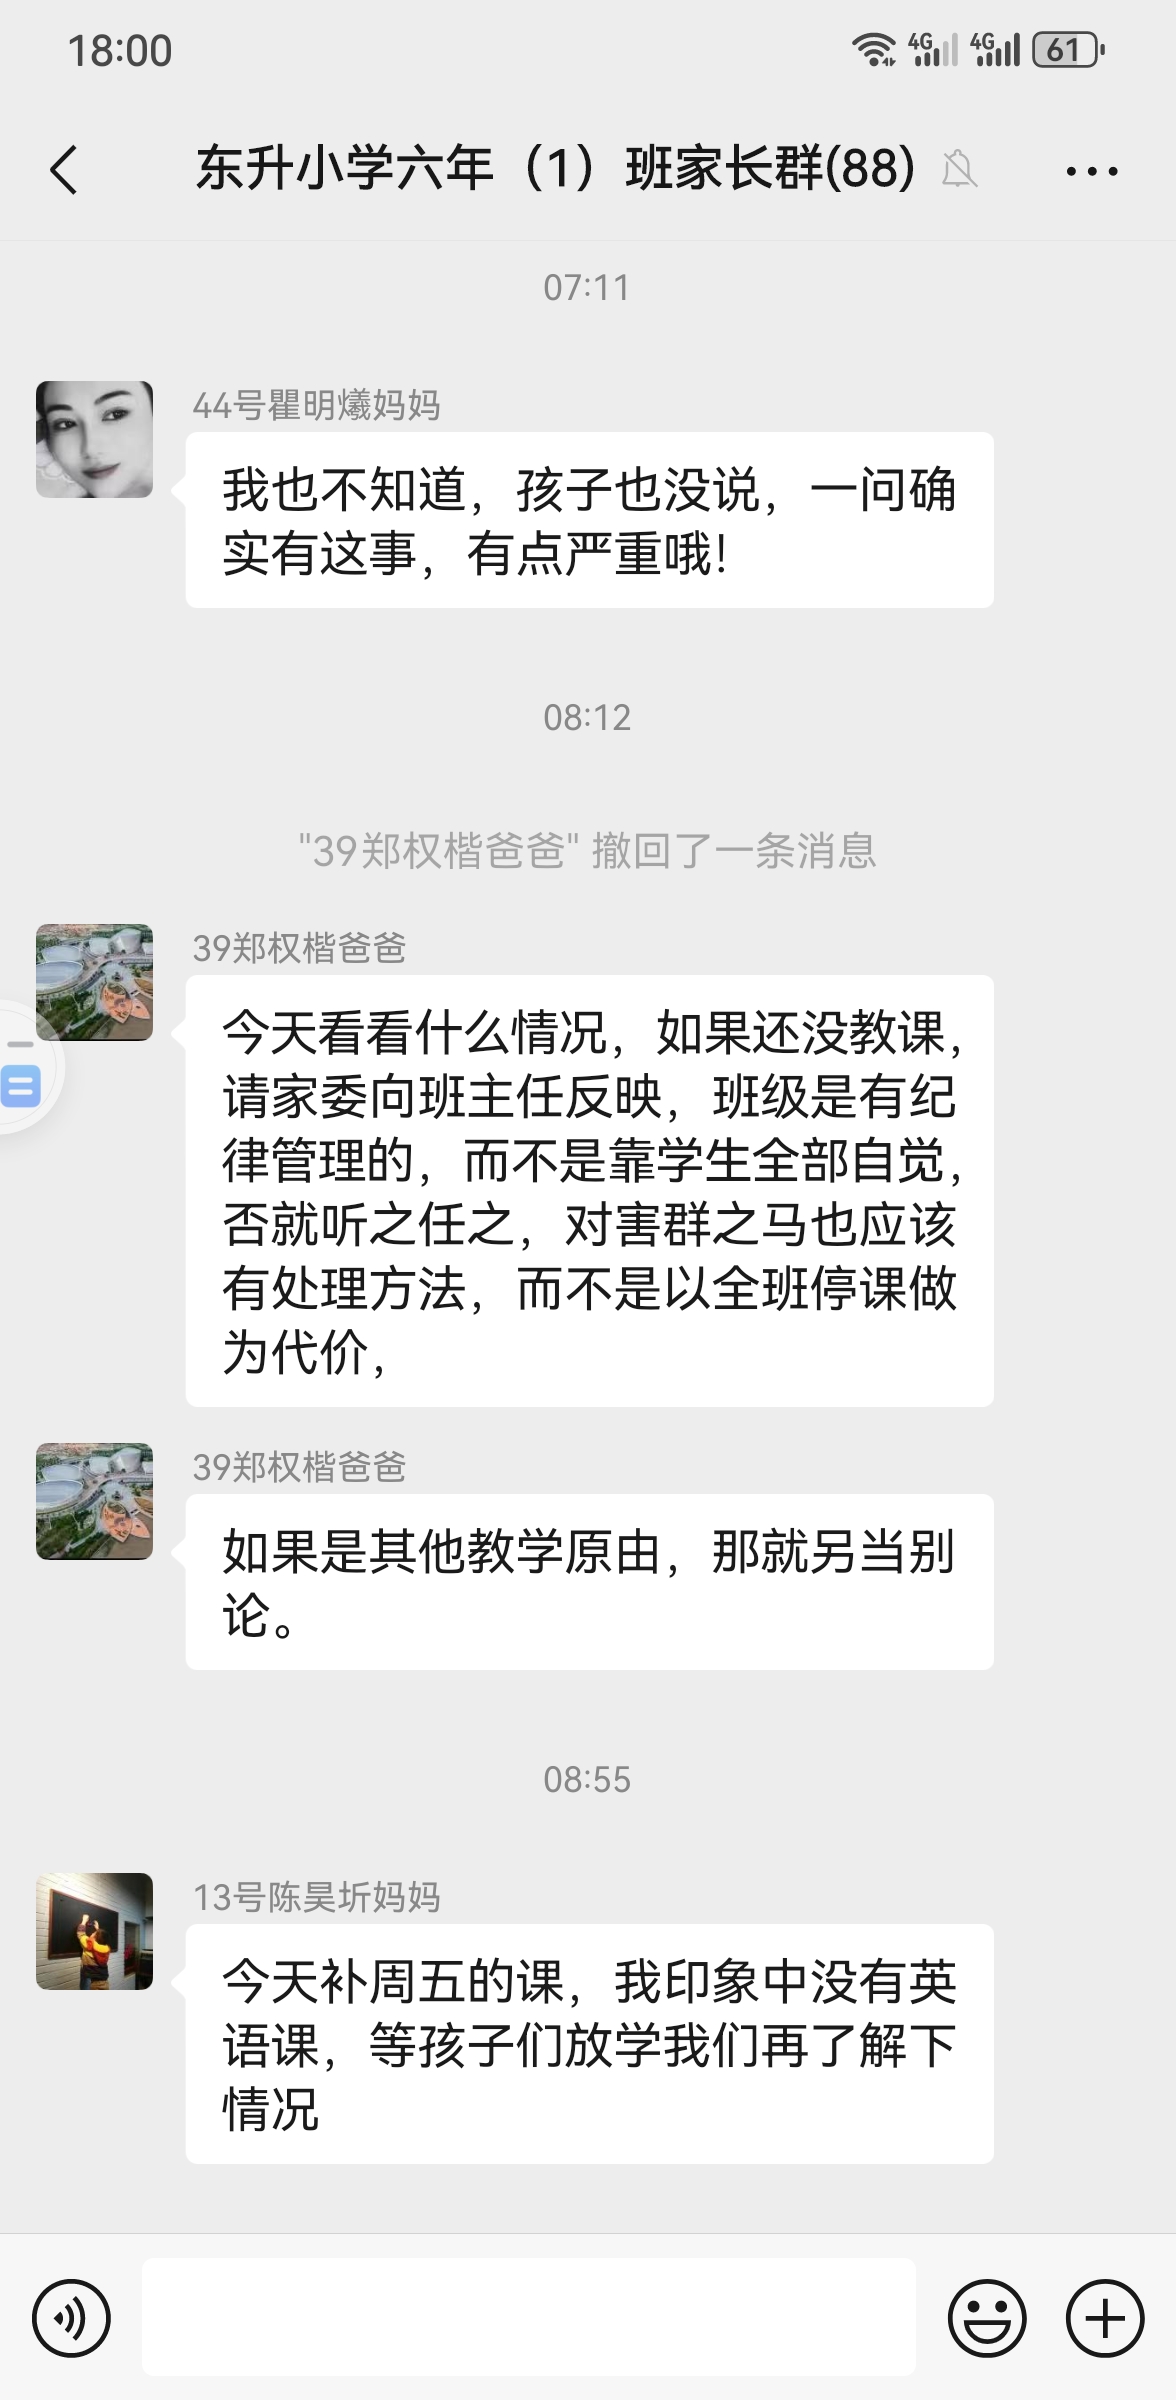 18:00
4G 4G 61
东升小学六年（1）班家长群(88)
07:11
44号瞿明爔妈妈
我也不知道，孩子也没说，一问确
实有这事，有点严重哦！
08:12
"39郑权楷爸爸" 撤回了一条消息
39郑权楷爸爸
今天看看什么情况，如果还没教课，
请家委向班主任反映，班级是有纪
律管理的，而不是靠学生全部自觉，
否就听之任之，对害群之马也应该
有处理方法，而不是以全班停课做
为代价，
39郑权楷爸爸
如果是其他教学原由，那就另当别
论。
08:55
13号陈昊圻妈妈
今天补周五的课，我印象中没有英
语课，等孩子们放学我们再了解下
情况